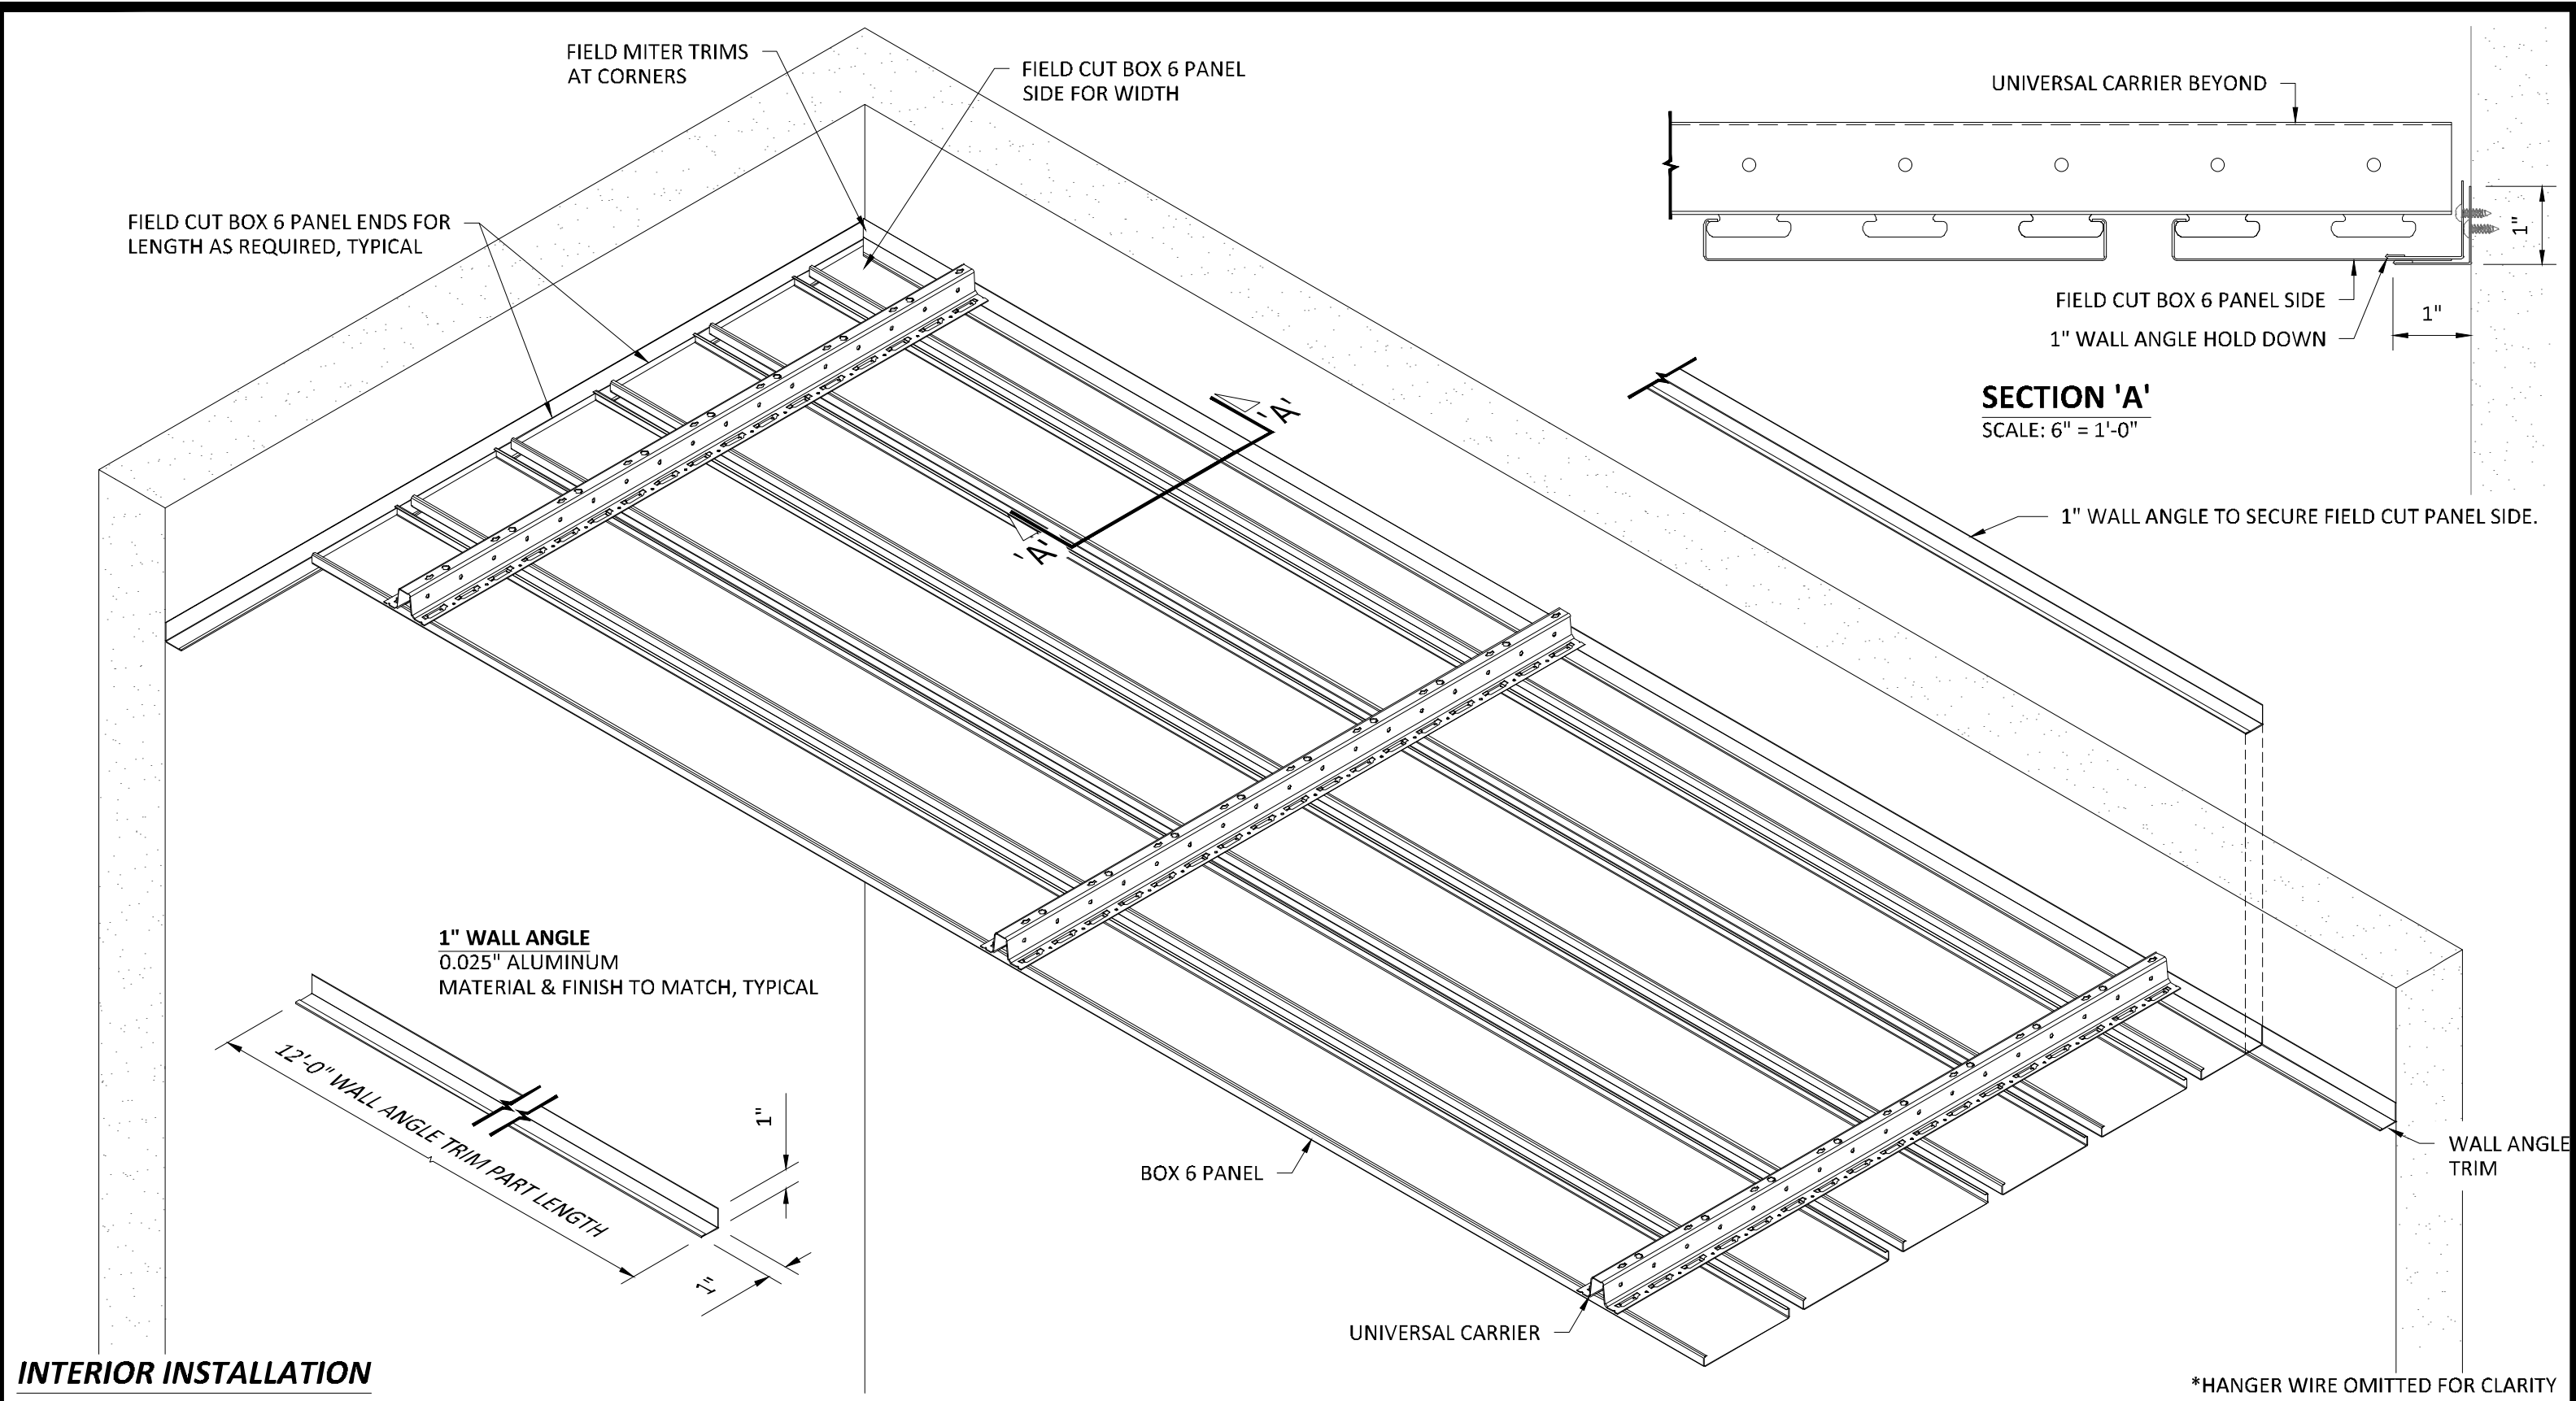 FIELD MITER TRIMS
AT CORNERS
FIELD CUT BOX 6 PANEL
SIDE FOR WIDTH
UNIVERSAL CARRIER BEYOND
FIELD CUT BOX 6 PANEL ENDS FOR
LENGTH AS REQUIRED, TYPICAL
1"
FIELD CUT BOX 6 PANEL SIDE
1"
1" WALL ANGLE HOLD DOWN
SECTION 'A'
SCALE: 6" = 1'-0"
'A'
'A'
1" WALL ANGLE TO SECURE FIELD CUT PANEL SIDE.
1" WALL ANGLE
0.025" ALUMINUM
MATERIAL & FINISH TO MATCH, TYPICAL
12'-0" WALL ANGLE TRIM PART LENGTH
1"
1"
BOX 6 PANEL
WALL ANGLE
TRIM
UNIVERSAL CARRIER
INTERIOR INSTALLATION
*HANGER WIRE OMITTED FOR CLARITY